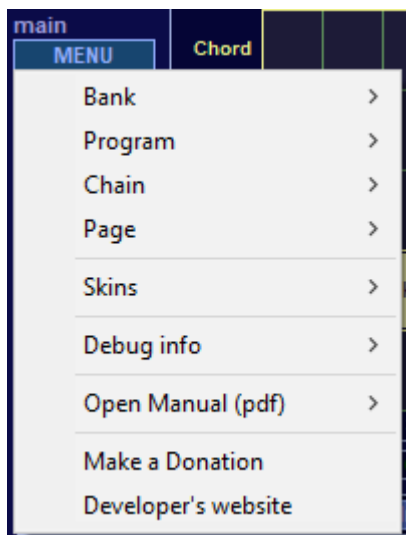 main
MENU
Chord
Bank
Program
Chain
Page
Skins
Debug info
Open Manual (pdf)
Make a Donation
Developer's website